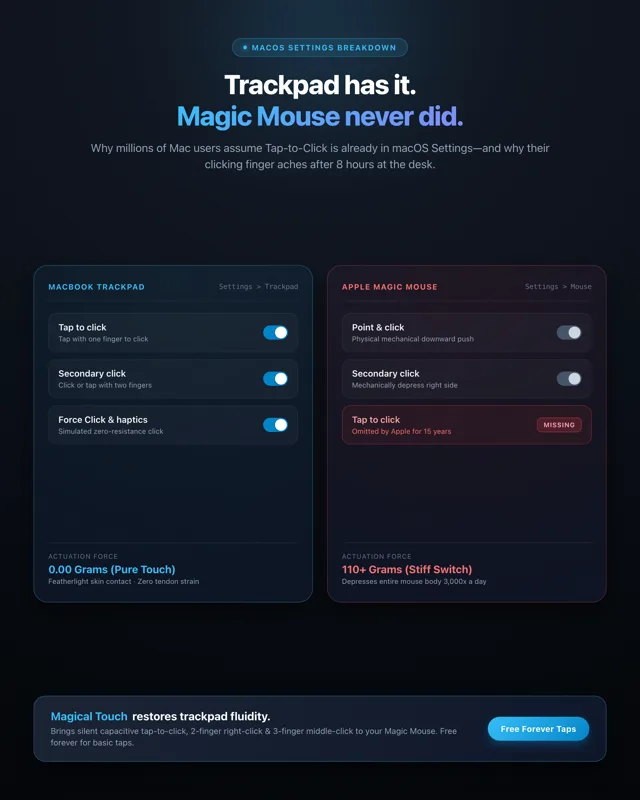 MACOS SETTINGS BREAKDOWN
Trackpad has it.
Magic Mouse never did.
Why millions of Mac users assume Tap-to-Click is already in macOS Settings—and why their
clicking finger aches after 8 hours at the desk.
MACBOOK TRACKPAD
Settings > Trackpad
Tap to click
Tap with one finger to click
Secondary click
Click or tap with two fingers
Force Click & haptics
Simulated zero-resistance click
ACTUATION FORCE
0.00 Grams (Pure Touch)
Featherlight skin contact · Zero tendon strain
APPLE MAGIC MOUSE
Settings > Mouse
Point & click
Physical mechanical downward push
Secondary click
Mechanically depress right side
Tap to click
Omitted by Apple for 15 years
MISSING
ACTUATION FORCE
110+ Grams (Stiff Switch)
Depresses entire mouse body 3,000x a day
Magical Touch restores trackpad fluidity.
Brings silent capacitive tap-to-click, 2-finger right-click & 3-finger middle-click to your Magic Mouse. Free
forever for basic taps.
Free Forever Taps